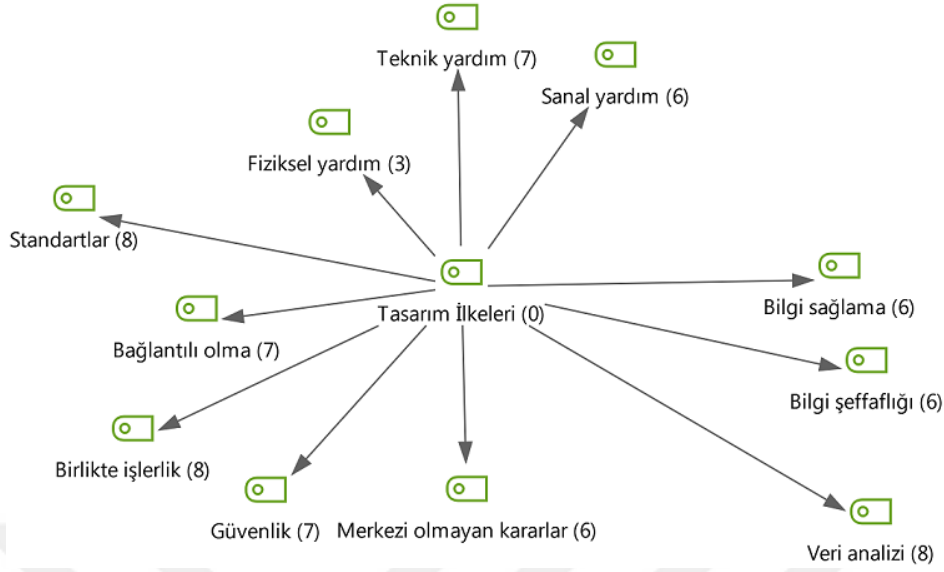 Teknik yardım (7)
Sanal yardım (6)
Fiziksel yardım (3)
Standartlar (8)
Tasarım İlkeleri (0)
Bilgi sağlama (6)
Bağlantılı olma (7)
Bilgi şeffaflığı (6)
Birlikte işlerlik (8)
Güvenlik (7)
Merkezi olmayan kararlar (6)
Veri analizi (8)